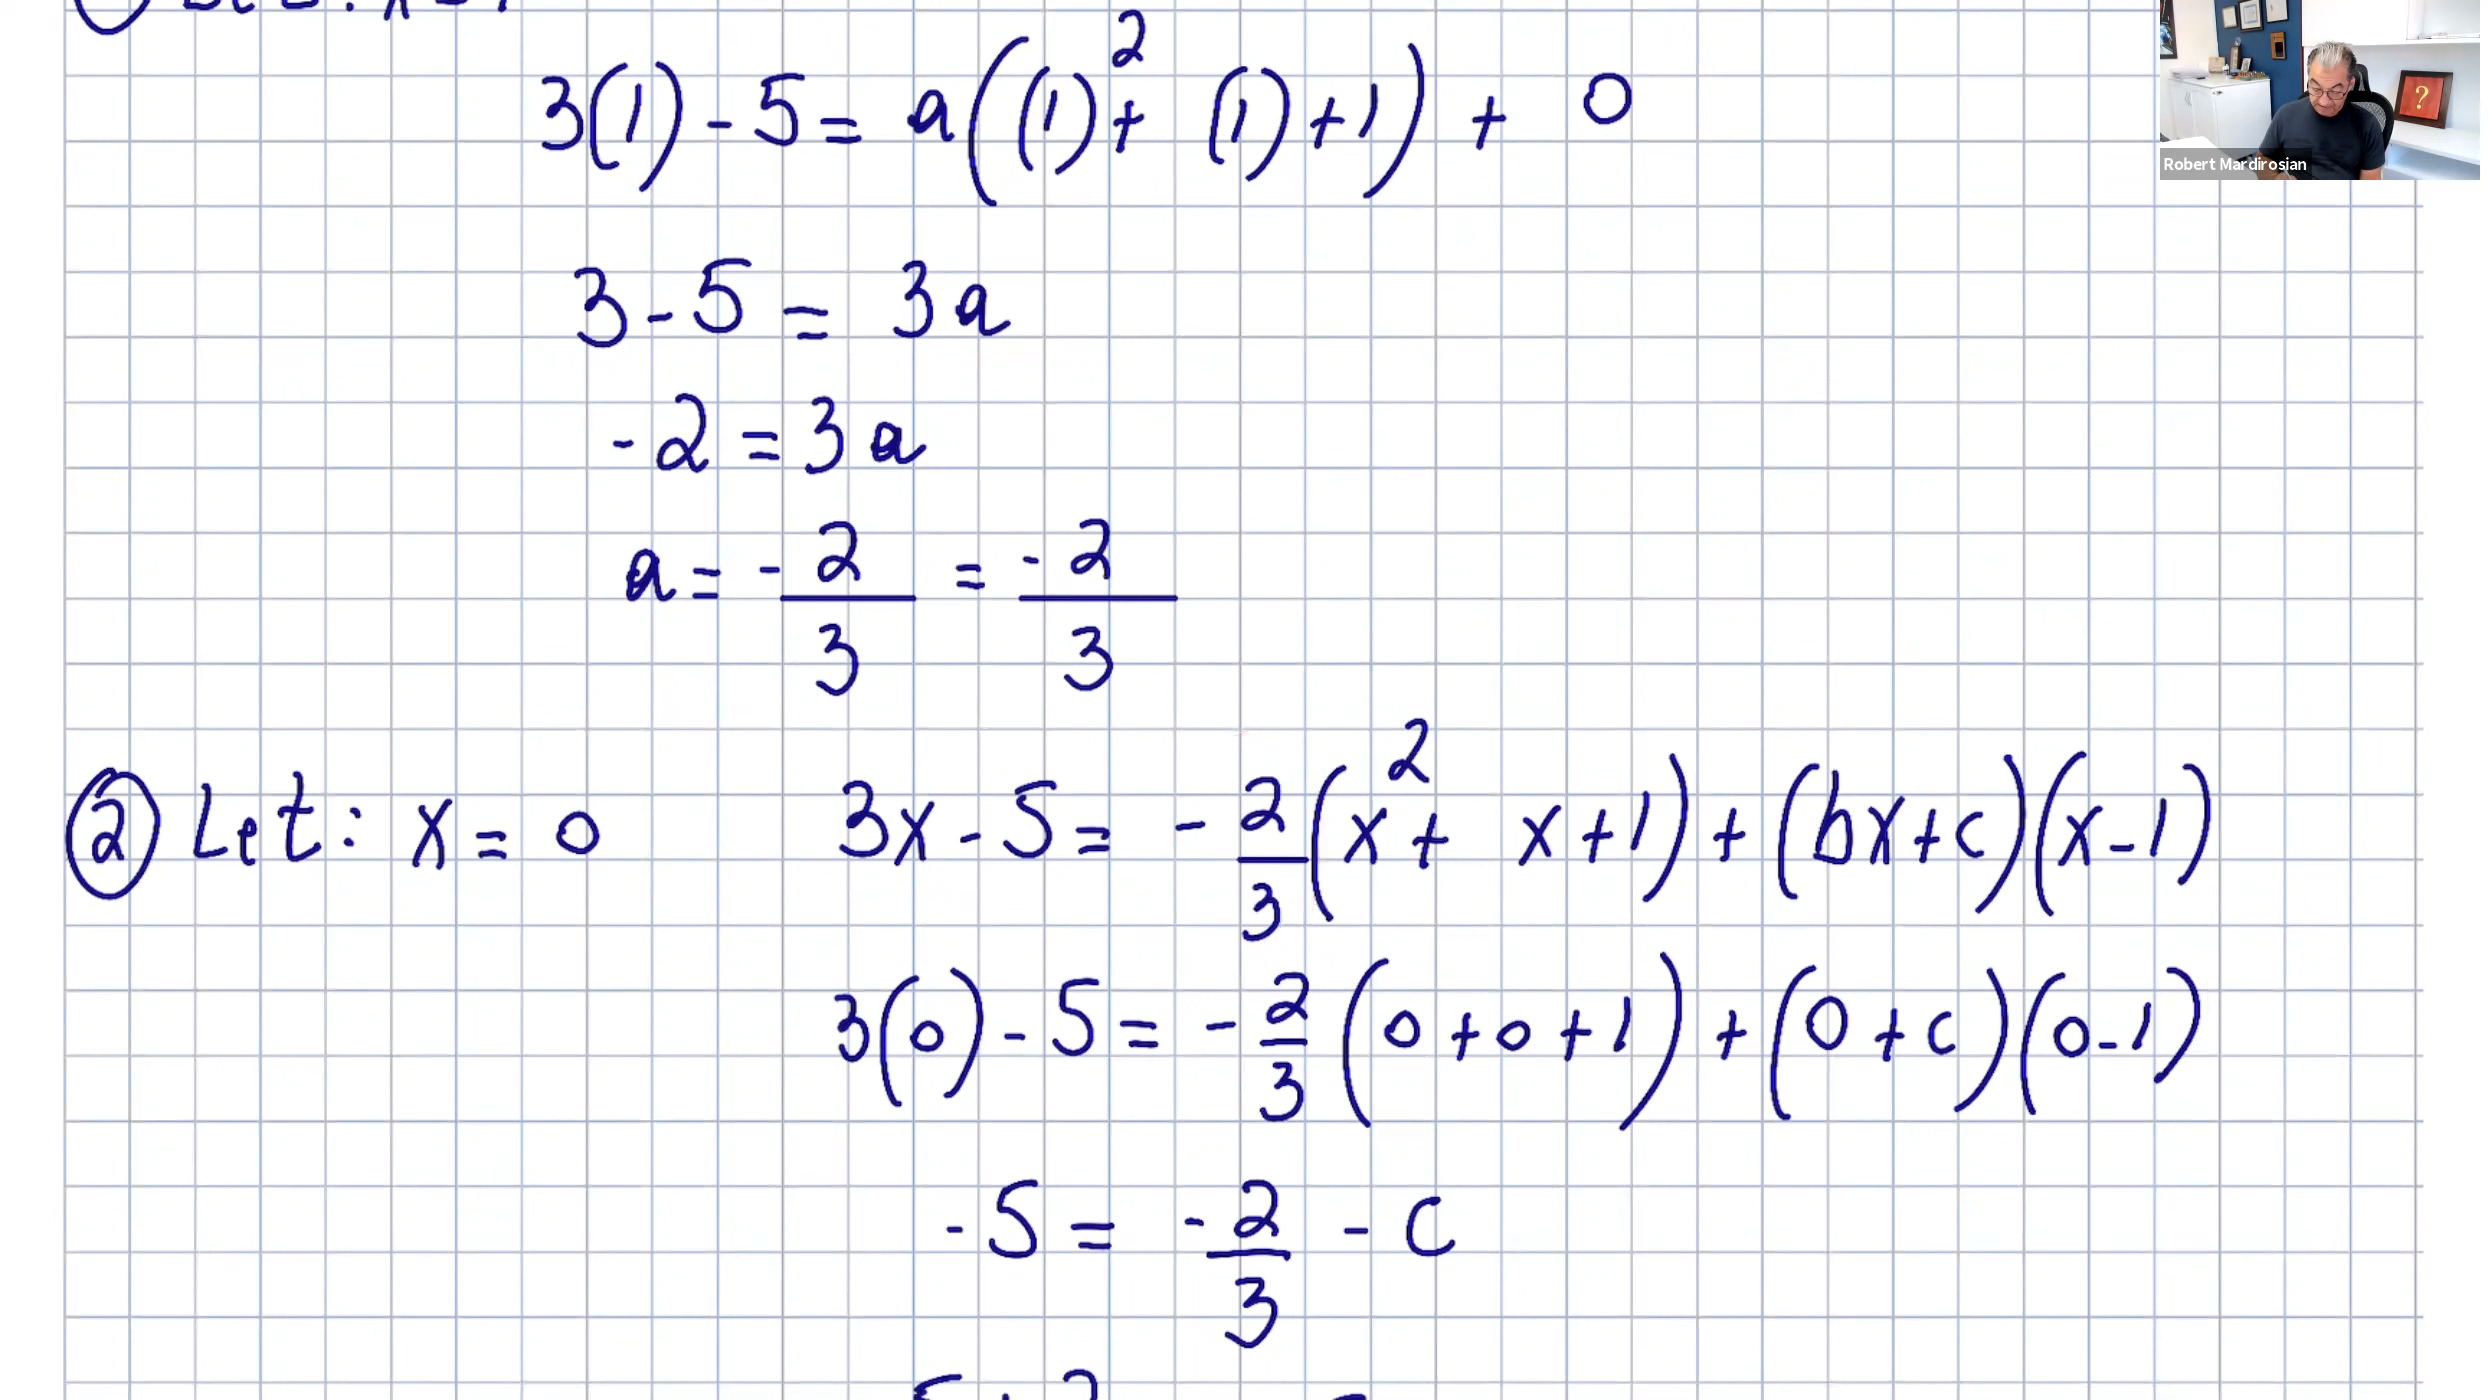 3(1) - 5 = a((1)² + (1) + 1) + 0
?
Robert Mardirosian
3 - 5 = 3a
-2 = 3a
a = -2/3 = -2/3
② Let: x = 0 3x - 5 = -2/3(x² + x + 1) + (bx + c)(x - 1)
3(0) - 5 = -2/3(0 + 0 + 1) + (0 + c)(0 - 1)
-5 = -2/3 - c